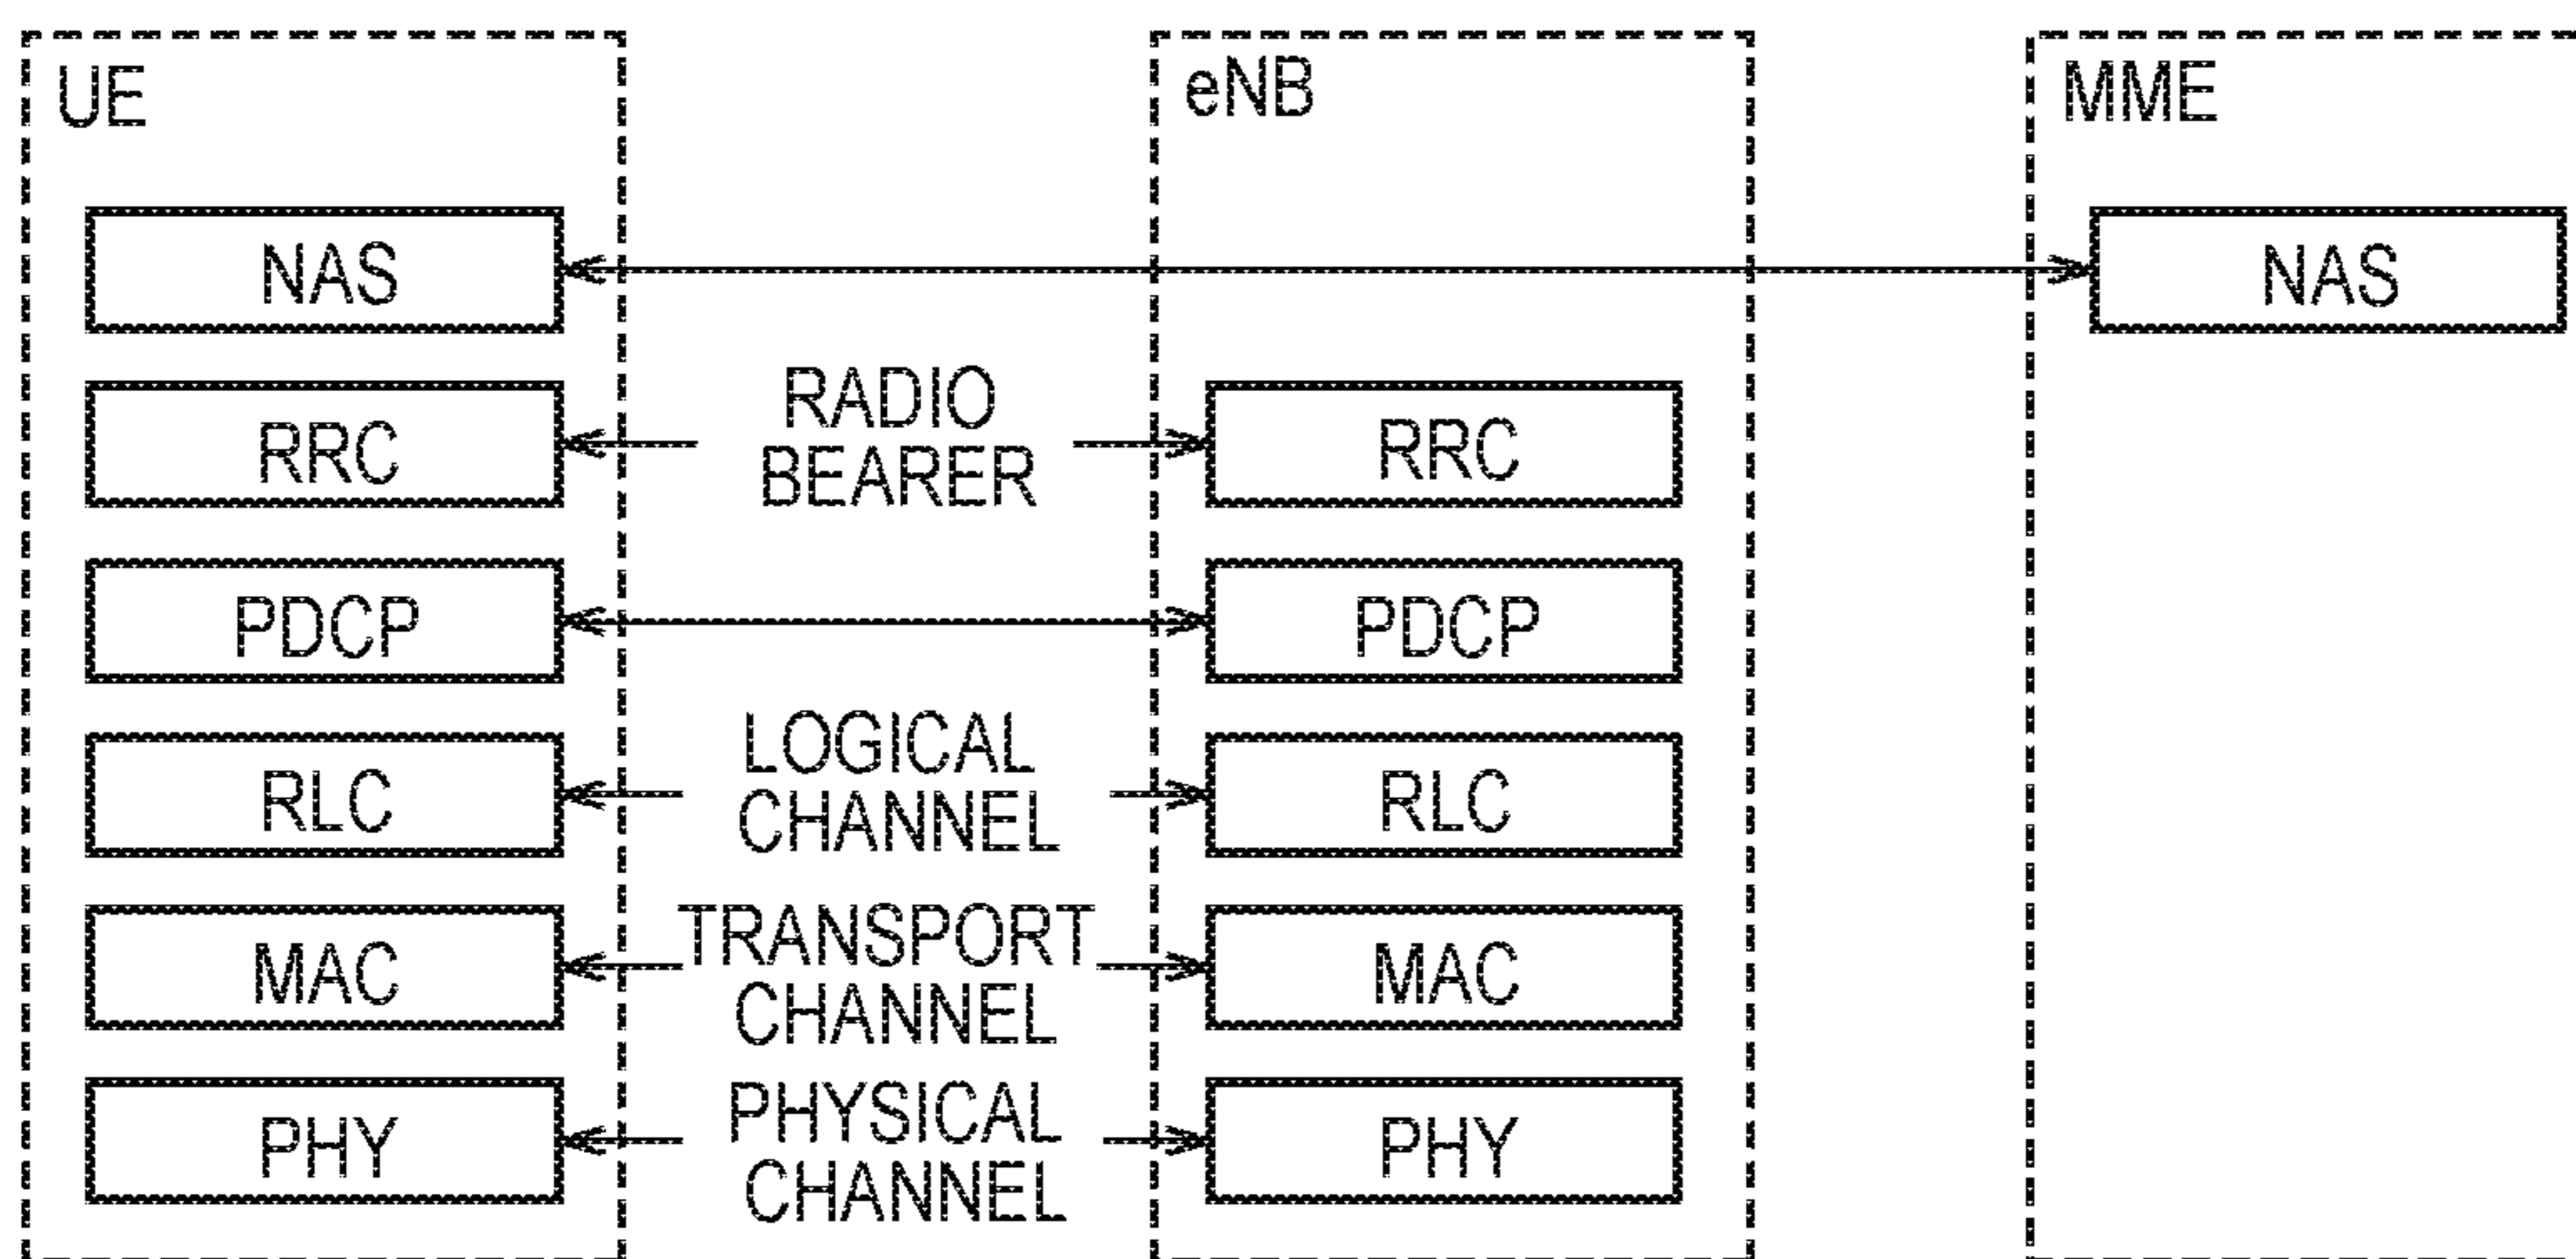 UE
eNB
MME
NAS
NAS
RADIO
BEARER
RRC
RRC
PDCP
PDCP
LOGICAL
CHANNEL
RLC
RLC
TRANSPORT
CHANNEL
MAC
MAC
PHYSICAL
CHANNEL
PHY
PHY